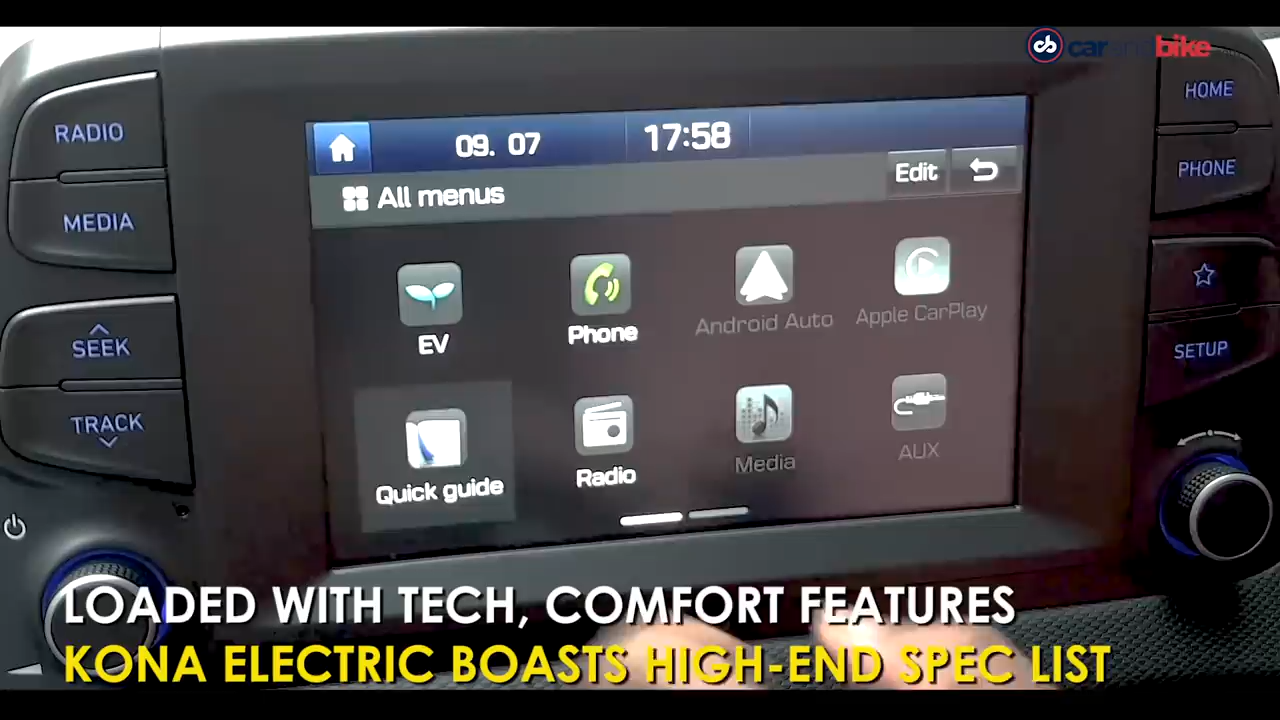 carandbike
RADIO
MEDIA
SEEK
TRACK
HOME
PHONE
SETUP
09. 07
17:58
All menus
Edit
EV
Phone
Android Auto
Apple CarPlay
Quick guide
Radio
Media
AUX
LOADED WITH TECH, COMFORT FEATURES
KONA ELECTRIC BOASTS HIGH-END SPEC LIST